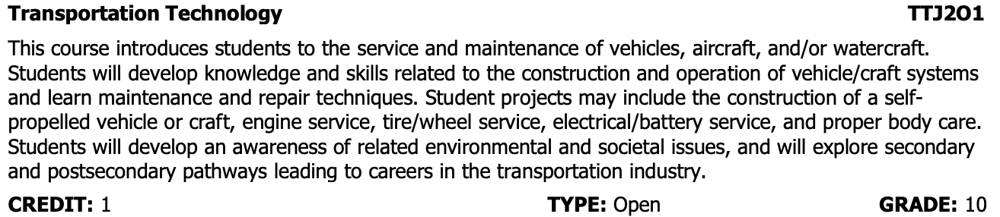 Transportation Technology TTJ2O1
This course introduces students to the service and maintenance of vehicles, aircraft, and/or watercraft.
Students will develop knowledge and skills related to the construction and operation of vehicle/craft systems
and learn maintenance and repair techniques. Student projects may include the construction of a self-
propelled vehicle or craft, engine service, tire/wheel service, electrical/battery service, and proper body care.
Students will develop an awareness of related environmental and societal issues, and will explore secondary
and postsecondary pathways leading to careers in the transportation industry.
CREDIT: 1 TYPE: Open GRADE: 10